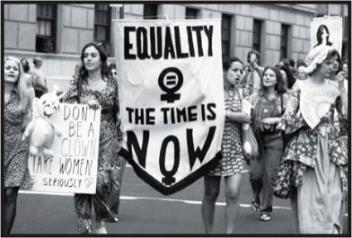 EQUALITY
THE TIME IS
NOW
DON'T
BE A
CLOWN
TAKE WOMEN
SERIOUSLY